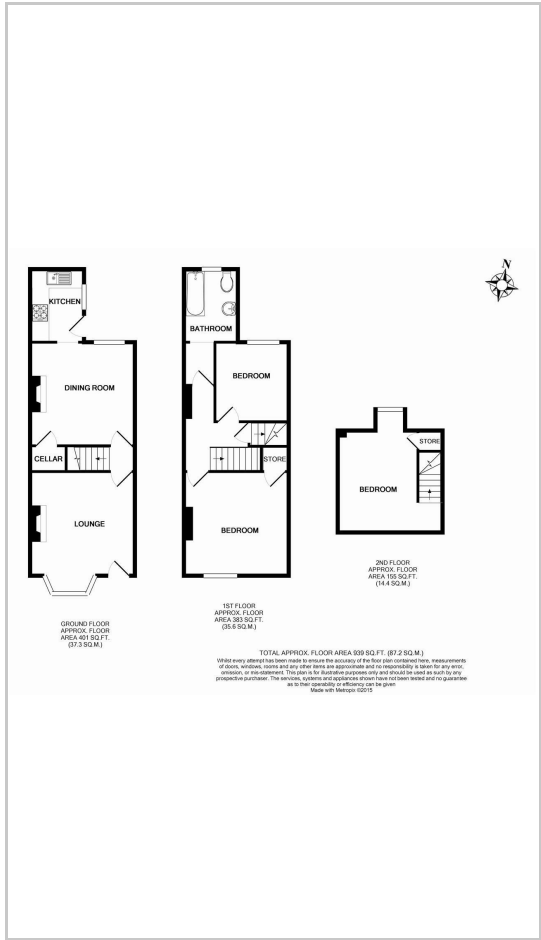 N
KITCHEN
DINING ROOM
CELLAR
LOUNGE
GROUND FLOOR
APPROX. FLOOR
AREA 401 SQ.FT.
(37.3 SQ.M.)
BATHROOM
BEDROOM
STORE
BEDROOM
1ST FLOOR
APPROX. FLOOR
AREA 383 SQ.FT.
(35.6 SQ.M.)
STORE
BEDROOM
2ND FLOOR
APPROX. FLOOR
AREA 155 SQ.FT.
(14.4 SQ.M.)
TOTAL APPROX. FLOOR AREA 939 SQ.FT. (87.2 SQ.M.)
Whilst every attempt has been made to ensure the accuracy of the floor plan contained here, measurements
of doors, windows, rooms and any other items are approximate and no responsibility is taken for any error,
omission, or mis-statement. This plan is for illustrative purposes only and should be used as such by any
prospective purchaser. The services, systems and appliances shown have not been tested and no guarantee
as to their operability or efficiency can be given
Made with Metropix ©2015